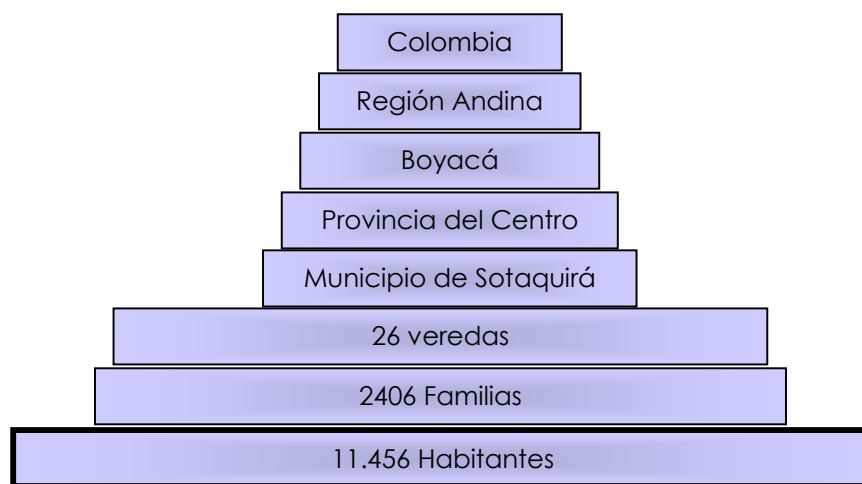 Colombia
Región Andina
Boyacá
Provincia del Centro
Municipio de Sotaquirá
26 veredas
2406 Familias
11.456 Habitantes